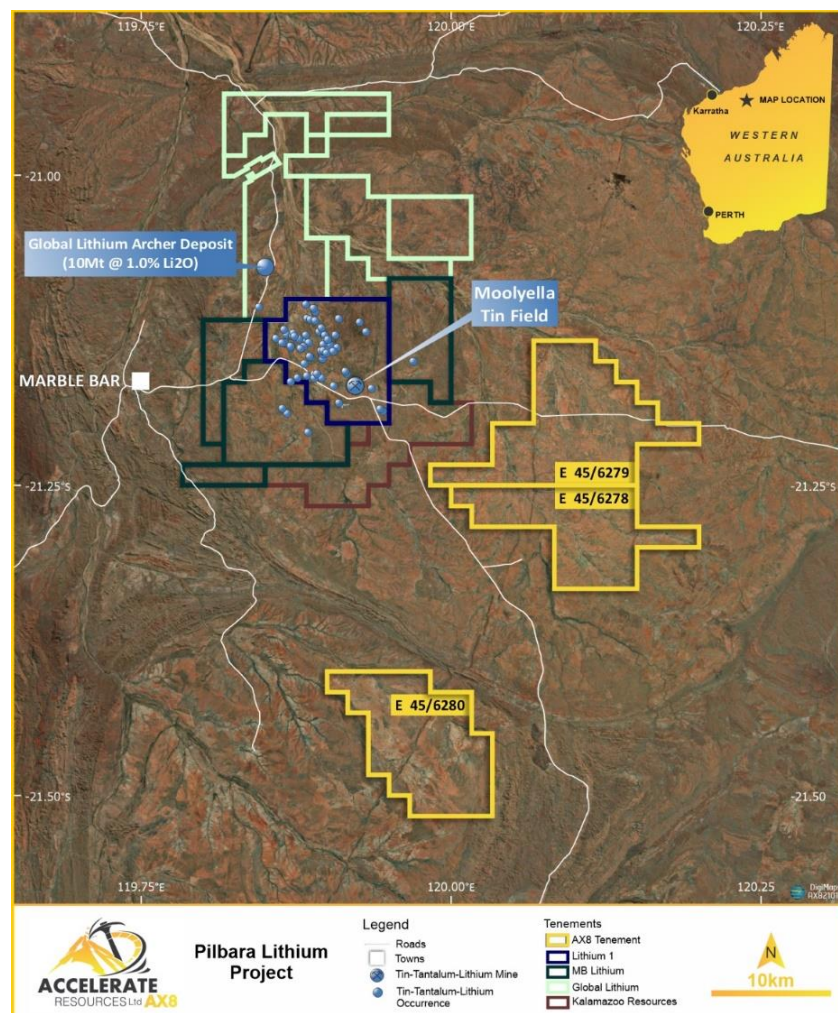 119.75°E
120.00°E
120.25°E
Karratha
MAP LOCATION
WESTERN
AUSTRALIA
PERTH
-21.00
Global Lithium Archer Deposit
(10Mt @ 1.0% Li2O)
Moolyella
Tin Field
MARBLE BAR
E 45/6279
-21.25°S
E 45/6278
-21.25°S
E 45/6280
-21.50°S
-21.50
119.75°E
120.00°E
120.25°E
DigiMaps
ACCELERATE
RESOURCES Ltd AX8
Pilbara Lithium
Project
Legend
Roads
Towns
Tin-Tantalum-Lithium Mine
Tin-Tantalum-Lithium
Occurrence
Tenements
AX8 Tenement
Lithium 1
MB Lithium
Global Lithium
Kalamazoo Resources
N
10km